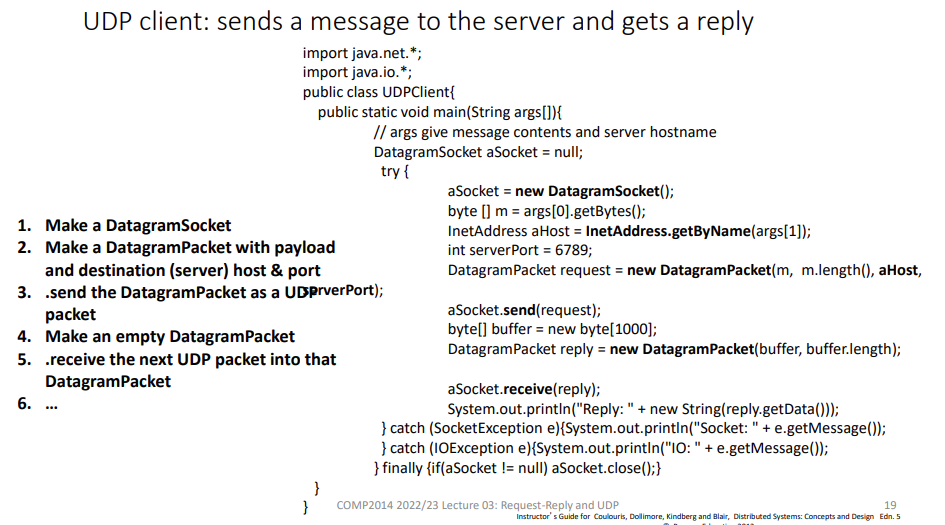 UDP client: sends a message to the server and gets a reply
import java.net.*;
import java.io.*;
public class UDPClient{
public static void main(String args[]){
// args give message contents and server hostname
DatagramSocket aSocket = null;
try {
aSocket = new DatagramSocket();
byte [] m = args[0].getBytes();
InetAddress aHost = InetAddress.getByName(args[1]);
int serverPort = 6789;
DatagramPacket request = new DatagramPacket(m, m.length(), aHost,
serverPort);
aSocket.send(request);
byte[] buffer = new byte[1000];
DatagramPacket reply = new DatagramPacket(buffer, buffer.length);
aSocket.receive(reply);
System.out.println("Reply: " + new String(reply.getData()));
} catch (SocketException e){System.out.println("Socket: " + e.getMessage());
} catch (IOException e){System.out.println("IO: " + e.getMessage());
} finally {if(aSocket != null) aSocket.close();}
}
}
1. Make a DatagramSocket
2. Make a DatagramPacket with payload
and destination (server) host & port
3. .send the DatagramPacket as a UDP
packet
4. Make an empty DatagramPacket
5. .receive the next UDP packet into that
DatagramPacket
6. ...
COMP2014 2022/23 Lecture 03: Request-Reply and UDP
19
Instructor's Guide for Coulouris, Dollimore, Kindberg and Blair, Distributed Systems: Concepts and Design Edn. 5